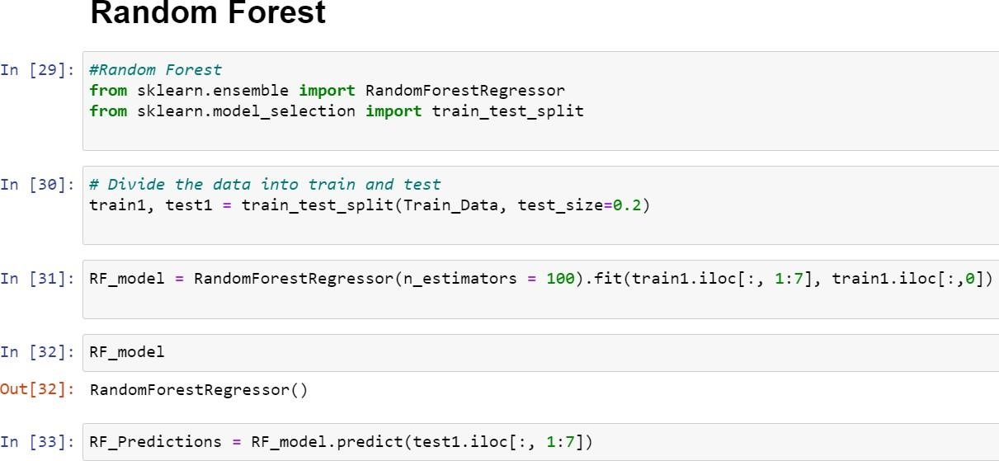 Random Forest
In [29]: #Random Forest
from sklearn.ensemble import RandomForestRegressor
from sklearn.model_selection import train_test_split
In [30]: # Divide the data into train and test
train1, test1 = train_test_split(Train_Data, test_size=0.2)
In [31]: RF_model = RandomForestRegressor(n_estimators = 100).fit(train1.iloc[:, 1:7], train1.iloc[:,0])
In [32]: RF_model
Out[32]: RandomForestRegressor()
In [33]: RF_Predictions = RF_model.predict(test1.iloc[:, 1:7])